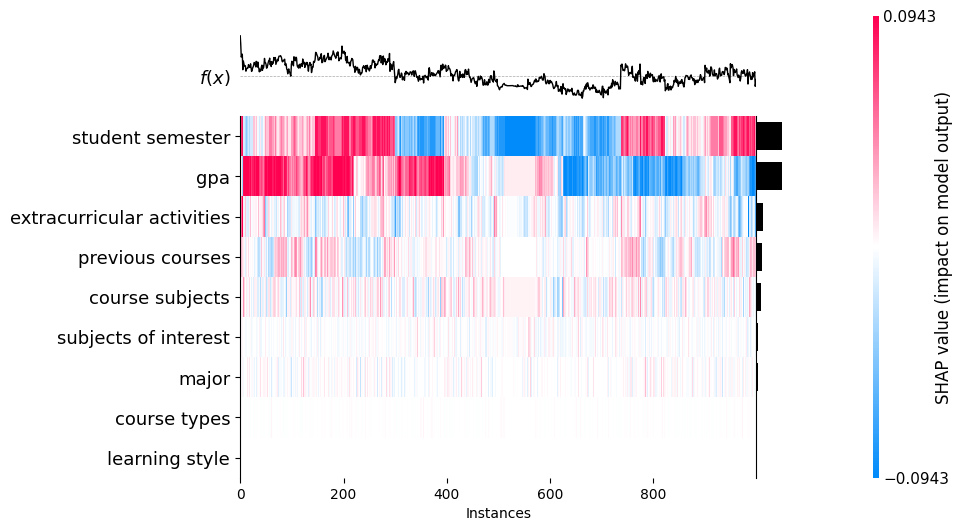 0.0943
f(x)
student semester
gpa
extracurricular activities
previous courses
course subjects
subjects of interest
major
course types
learning style
0 200 400 600 800
Instances
SHAP value (impact on model output)
−0.0943